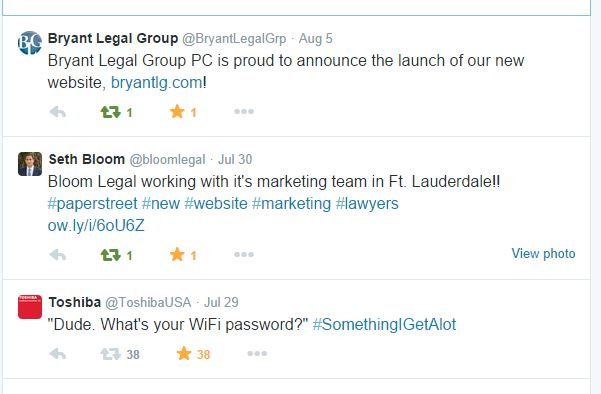 Bryant Legal Group @BryantLegalGrp · Aug 5
Bryant Legal Group PC is proud to announce the launch of our new
website, bryantlg.com!
1 1
Seth Bloom @bloomlegal · Jul 30
Bloom Legal working with it's marketing team in Ft. Lauderdale!!
#paperstreet #new #website #marketing #lawyers
ow.ly/i/6oU6Z
1 1 View photo
TOSHIBA
Toshiba @ToshibaUSA · Jul 29
"Dude. What's your WiFi password?" #SomethingIGetAlot
38 38